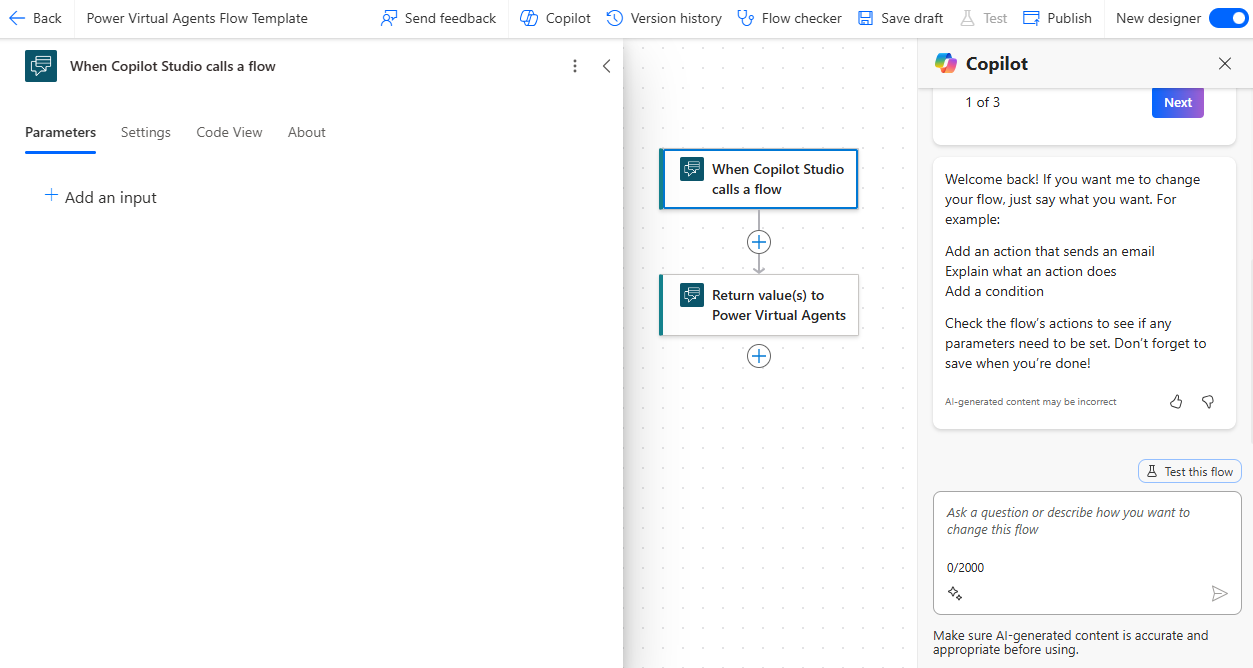 Back
Power Virtual Agents Flow Template
Send feedback
Copilot
Version history
Flow checker
Save draft
Test
Publish
New designer
When Copilot Studio calls a flow
Parameters
Settings
Code View
About
Add an input
When Copilot Studio
calls a flow
Return value(s) to
Power Virtual Agents
Copilot
1 of 3
Next
Welcome back! If you want me to change
your flow, just say what you want. For
example:
Add an action that sends an email
Explain what an action does
Add a condition
Check the flow’s actions to see if any
parameters need to be set. Don’t forget to
save when you’re done!
AI-generated content may be incorrect
Test this flow
Ask a question or describe how you want to
change this flow
0/2000
Make sure AI-generated content is accurate and
appropriate before using.